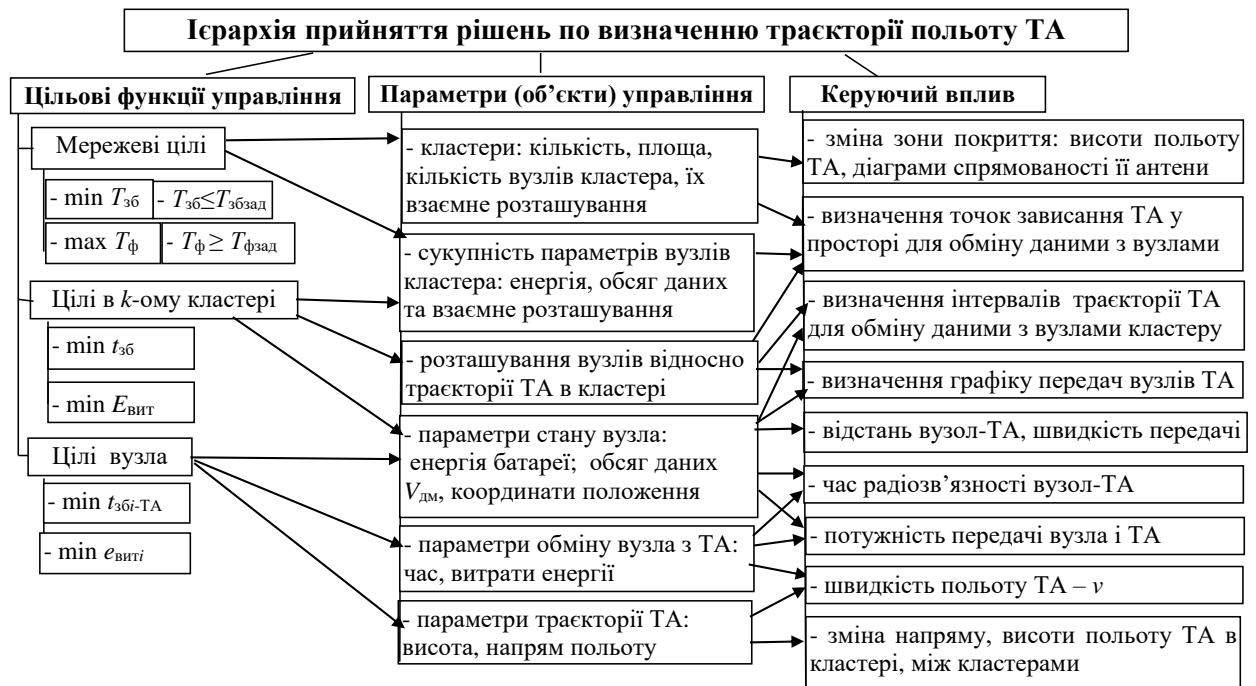 Ієрархія прийняття рішень по визначенню траєкторії польоту ТА
Цільові функції управління
Мережеві цілі
- min Tзб
- Tзб≤Tзбзад
- max Tф
- Tф ≥ Tфзад
Цілі в k-ому кластері
- min tзб
- min Eвит
Цілі вузла
- min tзбi-ТА
- min eвитi
Параметри (об’єкти) управління
- кластери: кількість, площа,
кількість вузлів кластера, їх
взаємне розташування
- сукупність параметрів вузлів
кластера: енергія, обсяг даних
та взаємне розташування
- розташування вузлів відносно
траєкторії ТА в кластері
- параметри стану вузла:
енергія батареї; обсяг даних
Vдм, координати положення
- параметри обміну вузла з ТА:
час, витрати енергії
- параметри траєкторії ТА:
висота, напрям польоту
Керуючий вплив
- зміна зони покриття: висоти польоту
ТА, діаграми спрямованості її антени
- визначення точок зависання ТА у
просторі для обміну даними з вузлами
- визначення інтервалів траєкторії ТА
для обміну даними з вузлами кластеру
- визначення графіку передач вузлів ТА
- відстань вузол-ТА, швидкість передачі
- час радіозв’язності вузол-ТА
- потужність передачі вузла і ТА
- швидкість польоту ТА – v
- зміна напряму, висоти польоту ТА в
кластері, між кластерами